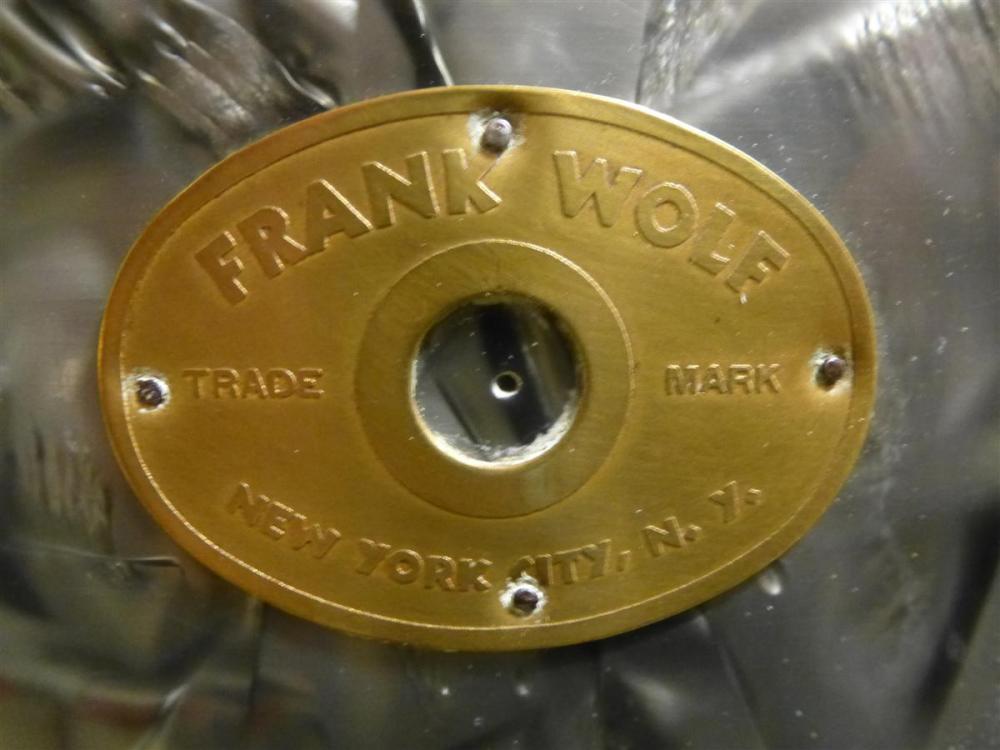 FRANK WOLF
TRADE MARK
NEW YORK CITY, N. Y.